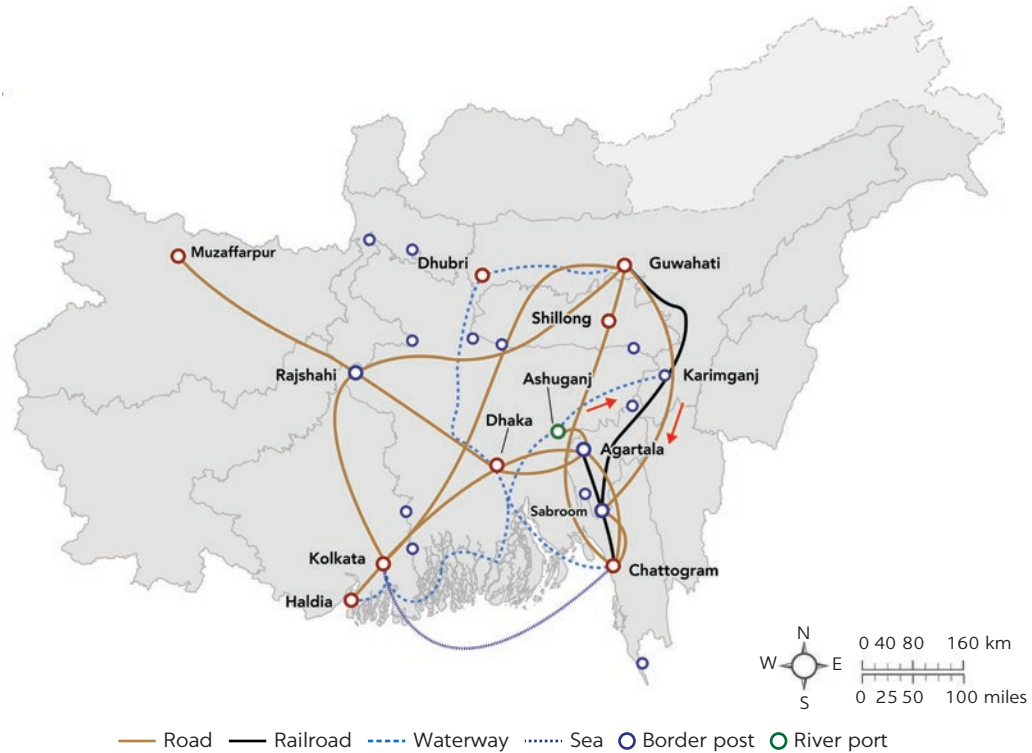 Muzaffarpur
Dhubri
Guwahati
Shillong
Rajshahi
Karimganj
Ashuganj
Dhaka
Agartala
Sabroom
Kolkata
Chattogram
Haldia
N
W E
S
0 40 80 160 km
0 25 50 100 miles
Road Railroad Waterway Sea Border post River port